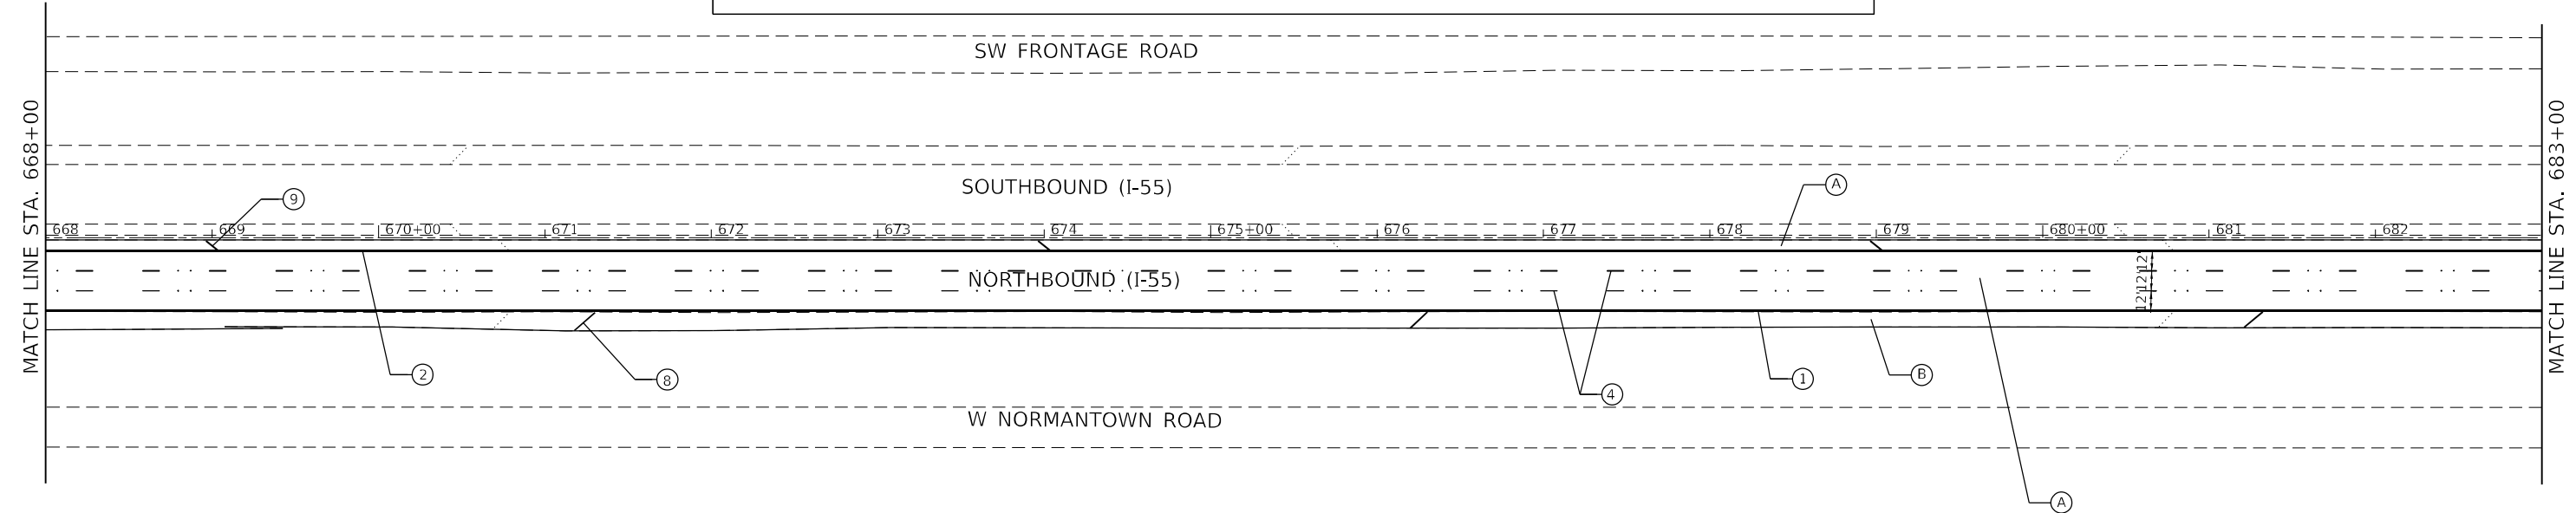 SW FRONTAGE ROAD
MATCH LINE STA. 668+00
MATCH LINE STA. 683+00
SOUTHBOUND (I-55)
A
9
668 669 670+00 671 672 673 674 675+00 676 677 678 679 680+00 681 682
NORTHBOUND (I-55)
12'
12'
12'
2
8
4
1
B
W NORMANTOWN ROAD
A